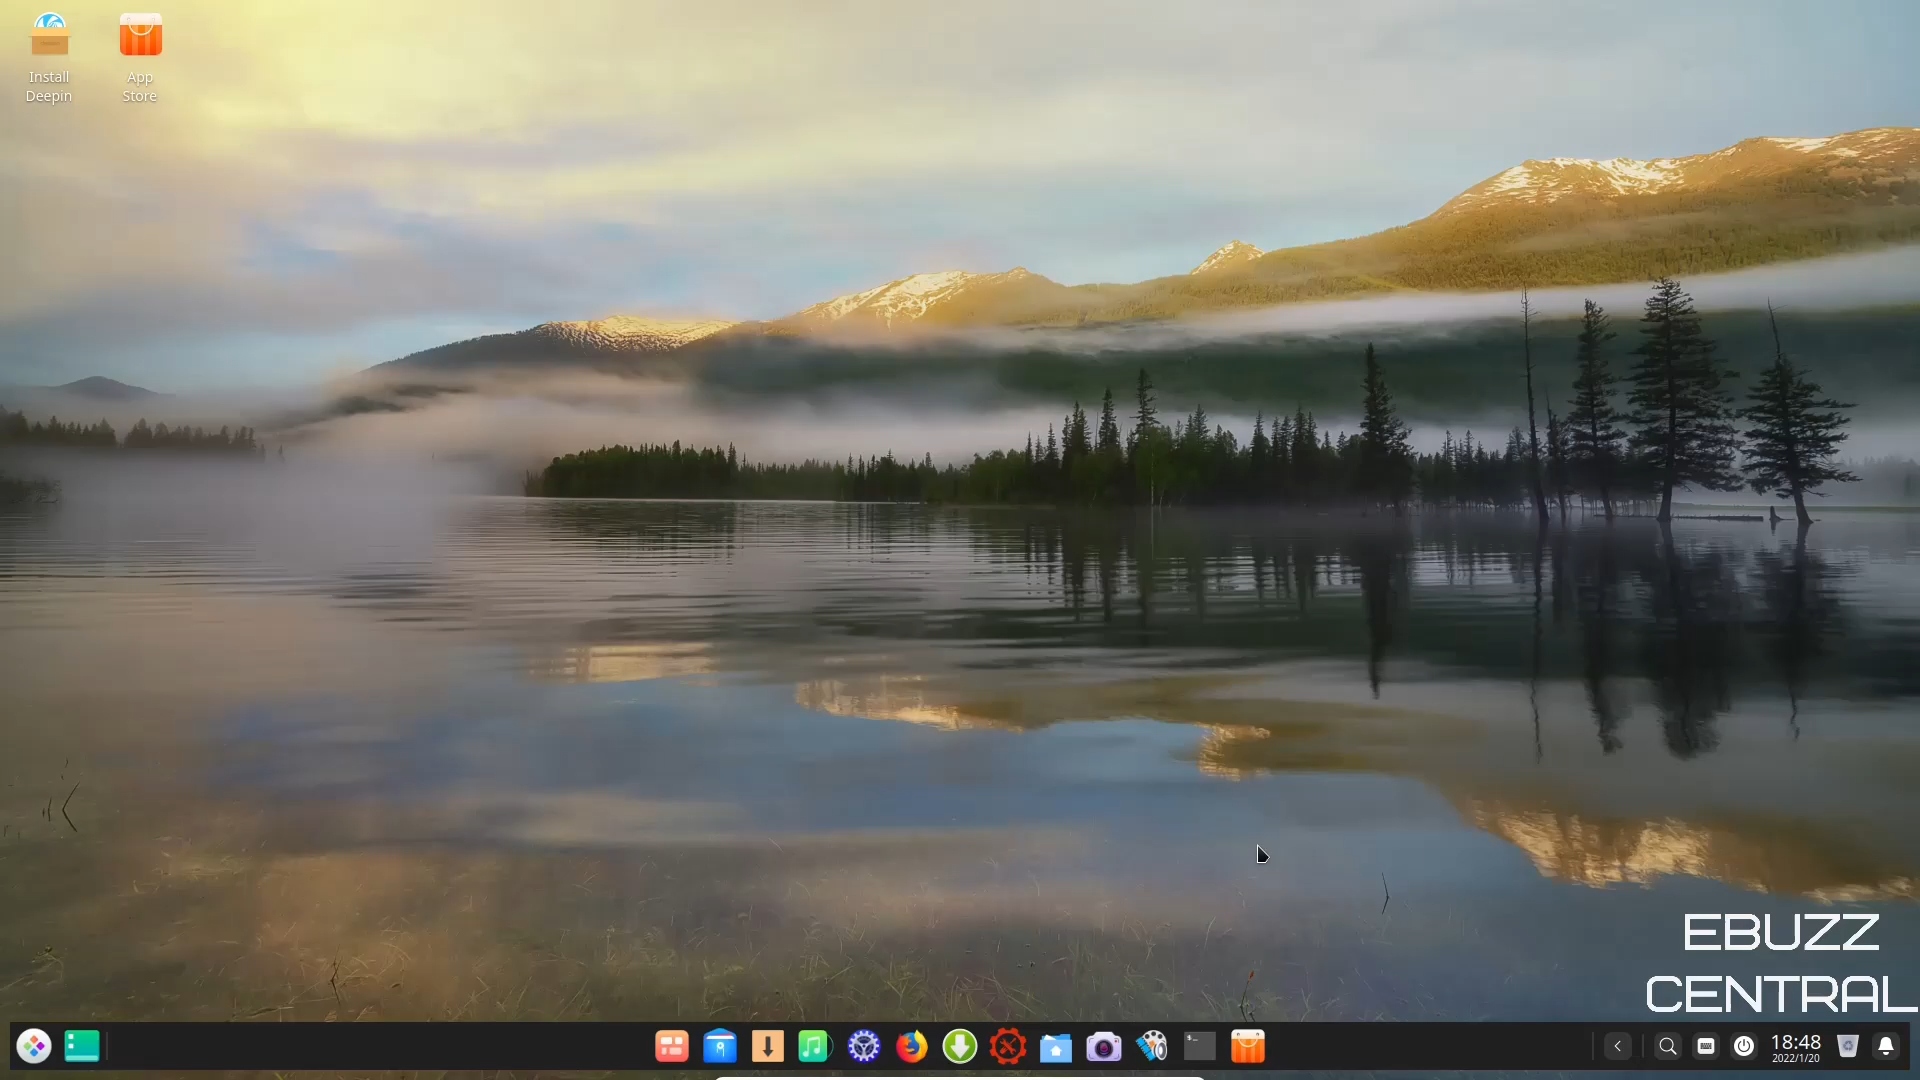 Install
Deepin
App
Store
EBUZZ
CENTRAL
18:48
2022/1/20